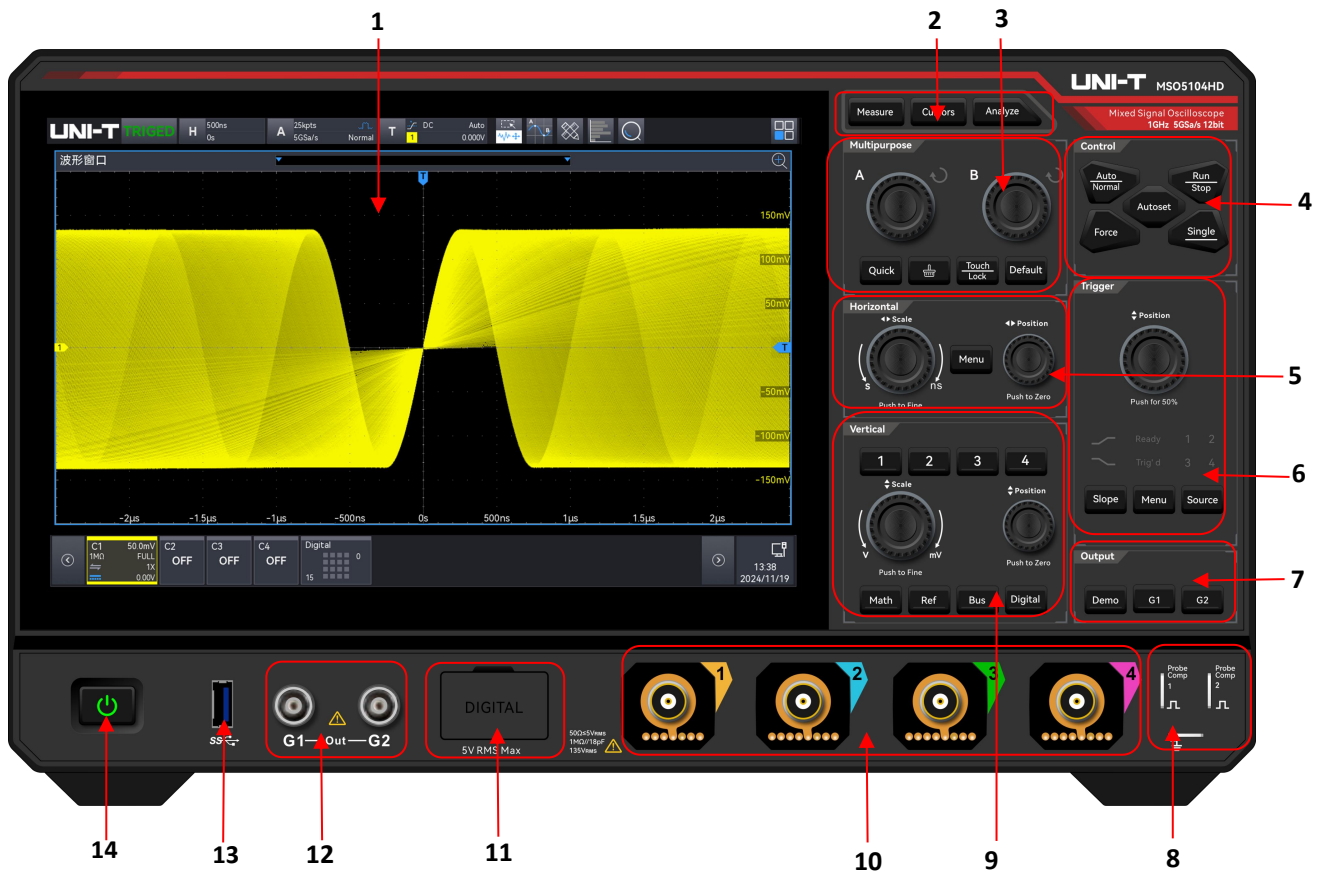 1
2
3
UNI-T MSO5104HD
Mixed Signal Oscilloscope
1GHz 5GSa/s 12bit
Measure Cursors Analyze
UNI-T TRIGED H 500ns 0s A 25kpts 5GSa/s Normal T DC Auto 1 0.000V
波形窗口
T
150mV
100mV
50mV
1
T
-50mV
-100mV
-150mV
-2µs -1.5µs -1µs -500ns 0s 500ns 1µs 1.5µs 2µs
C1 50.0mV
1MΩ FULL
1X
0.00V
C2
OFF
C3
OFF
C4
OFF
Digital
0
15
13:38
2024/11/19
Multipurpose
A B
Quick Touch Lock Default
Control
Auto Normal
Run Stop
Autoset
Force Single
4
Horizontal
Scale Position
Menu
s ns
Push to Fine Push to Zero
5
Trigger
Position
Push for 50%
Ready 1 2
Trig'd 3 4
Slope Menu Source
6
Vertical
1 2 3 4
Scale Position
V mV
Push to Fine Push to Zero
Math Ref Bus Digital
Output
Demo G1 G2
7
SS
G1 Out G2
DIGITAL
5V RMS Max
50Ω≤5VRMS
1MΩ//18pF
135VRMS
1 2 3 4
Probe Comp 1
Probe Comp 2
14 13 12 11 10 9 8